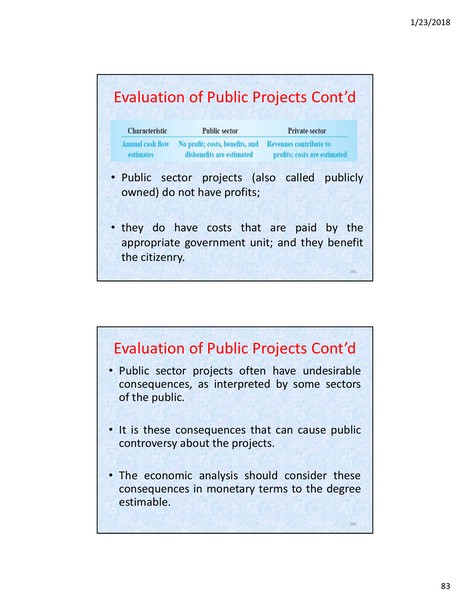 1/23/2018
Evaluation of Public Projects Cont'd
Characteristic Public sector Private sector
Annual cash flow No profit; costs, benefits, and Revenues contribute to
estimates disbenefits are estimated profits; costs are estimated
• Public sector projects (also called publicly
owned) do not have profits;
• they do have costs that are paid by the
appropriate government unit; and they benefit
the citizenry.
Evaluation of Public Projects Cont'd
• Public sector projects often have undesirable
consequences, as interpreted by some sectors
of the public.
• It is these consequences that can cause public
controversy about the projects.
• The economic analysis should consider these
consequences in monetary terms to the degree
estimable.
83